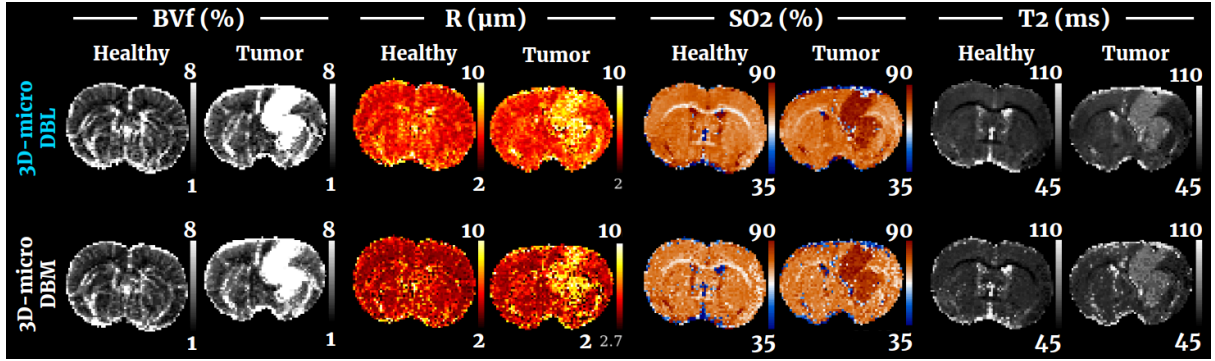 BVf (%) R (µm) SO2 (%) T2 (ms)
Healthy Tumor Healthy Tumor Healthy Tumor Healthy Tumor
3D-micro
DBL
8 8 10 10 90 90 110 110
1 1 2 2 35 35 45 45
3D-micro
DBM
8 8 10 10 90 90 110 110
1 1 2 2 2.7 35 35 45 45